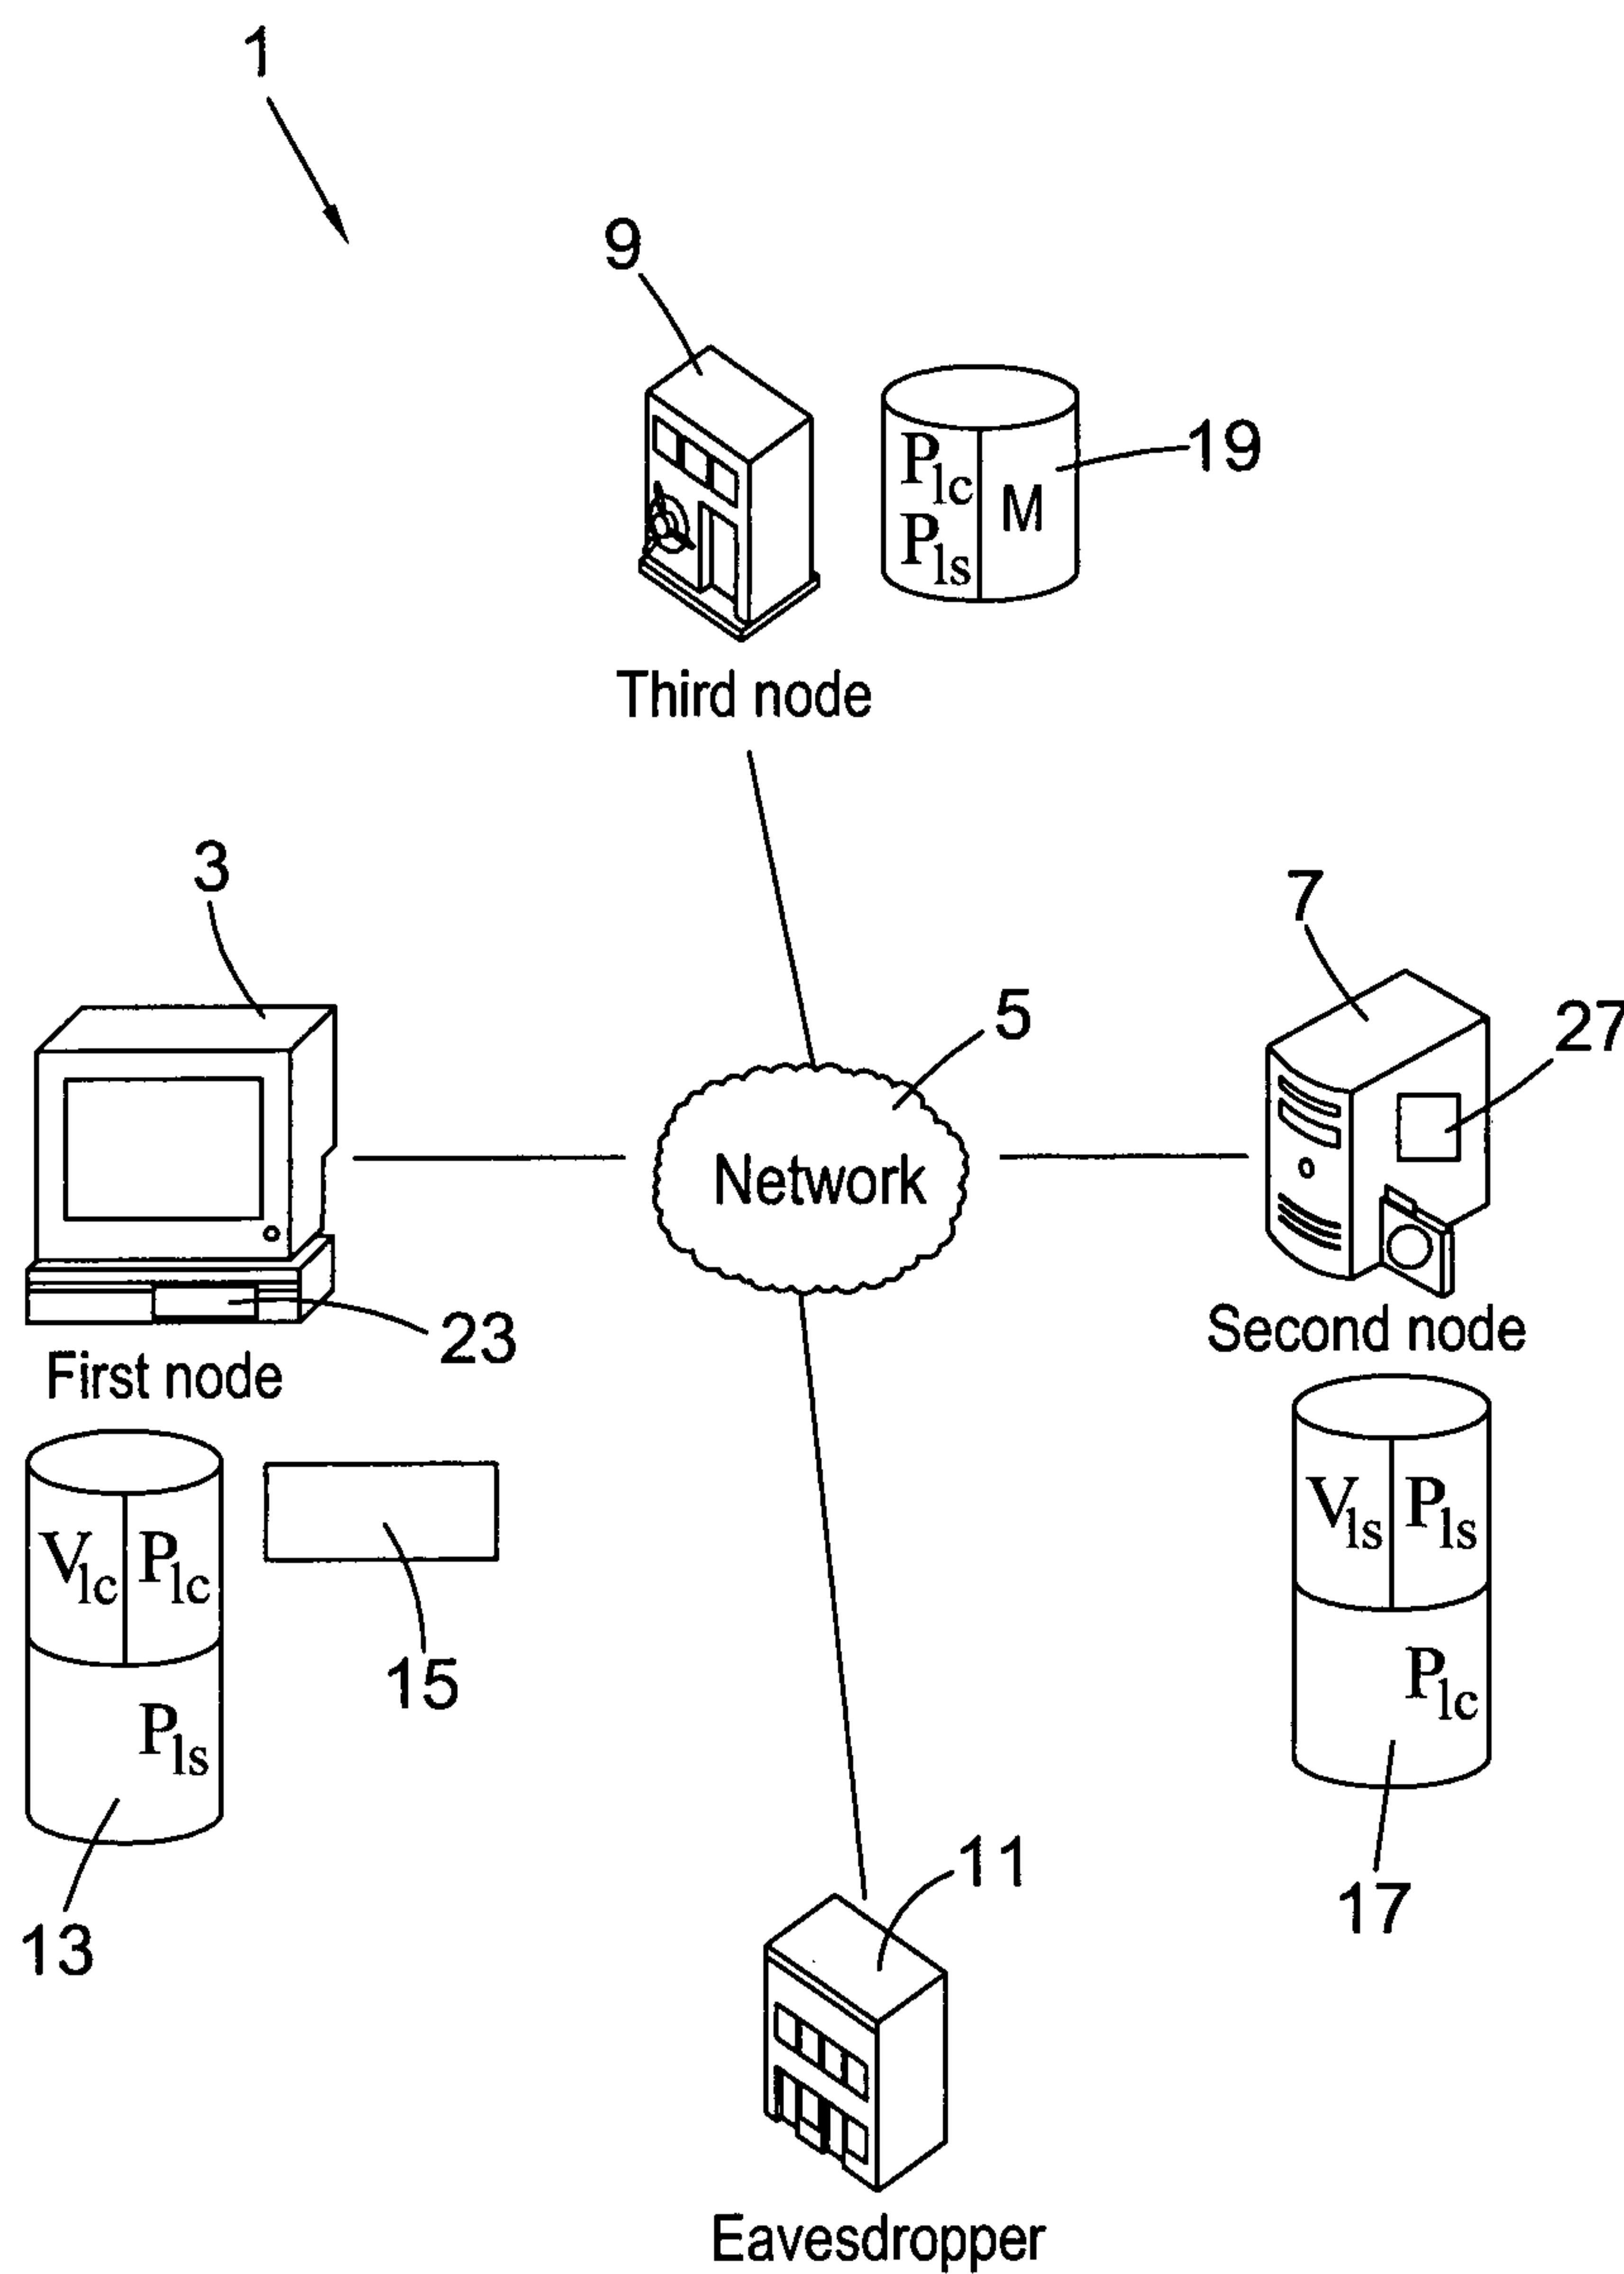 1
9
19
P1c
M
P1s
Third node
3
7
5
27
Network
23
Second node
First node
V1s P1s
V1c P1c
15
P1c
P1s
11
17
13
Eavesdropper